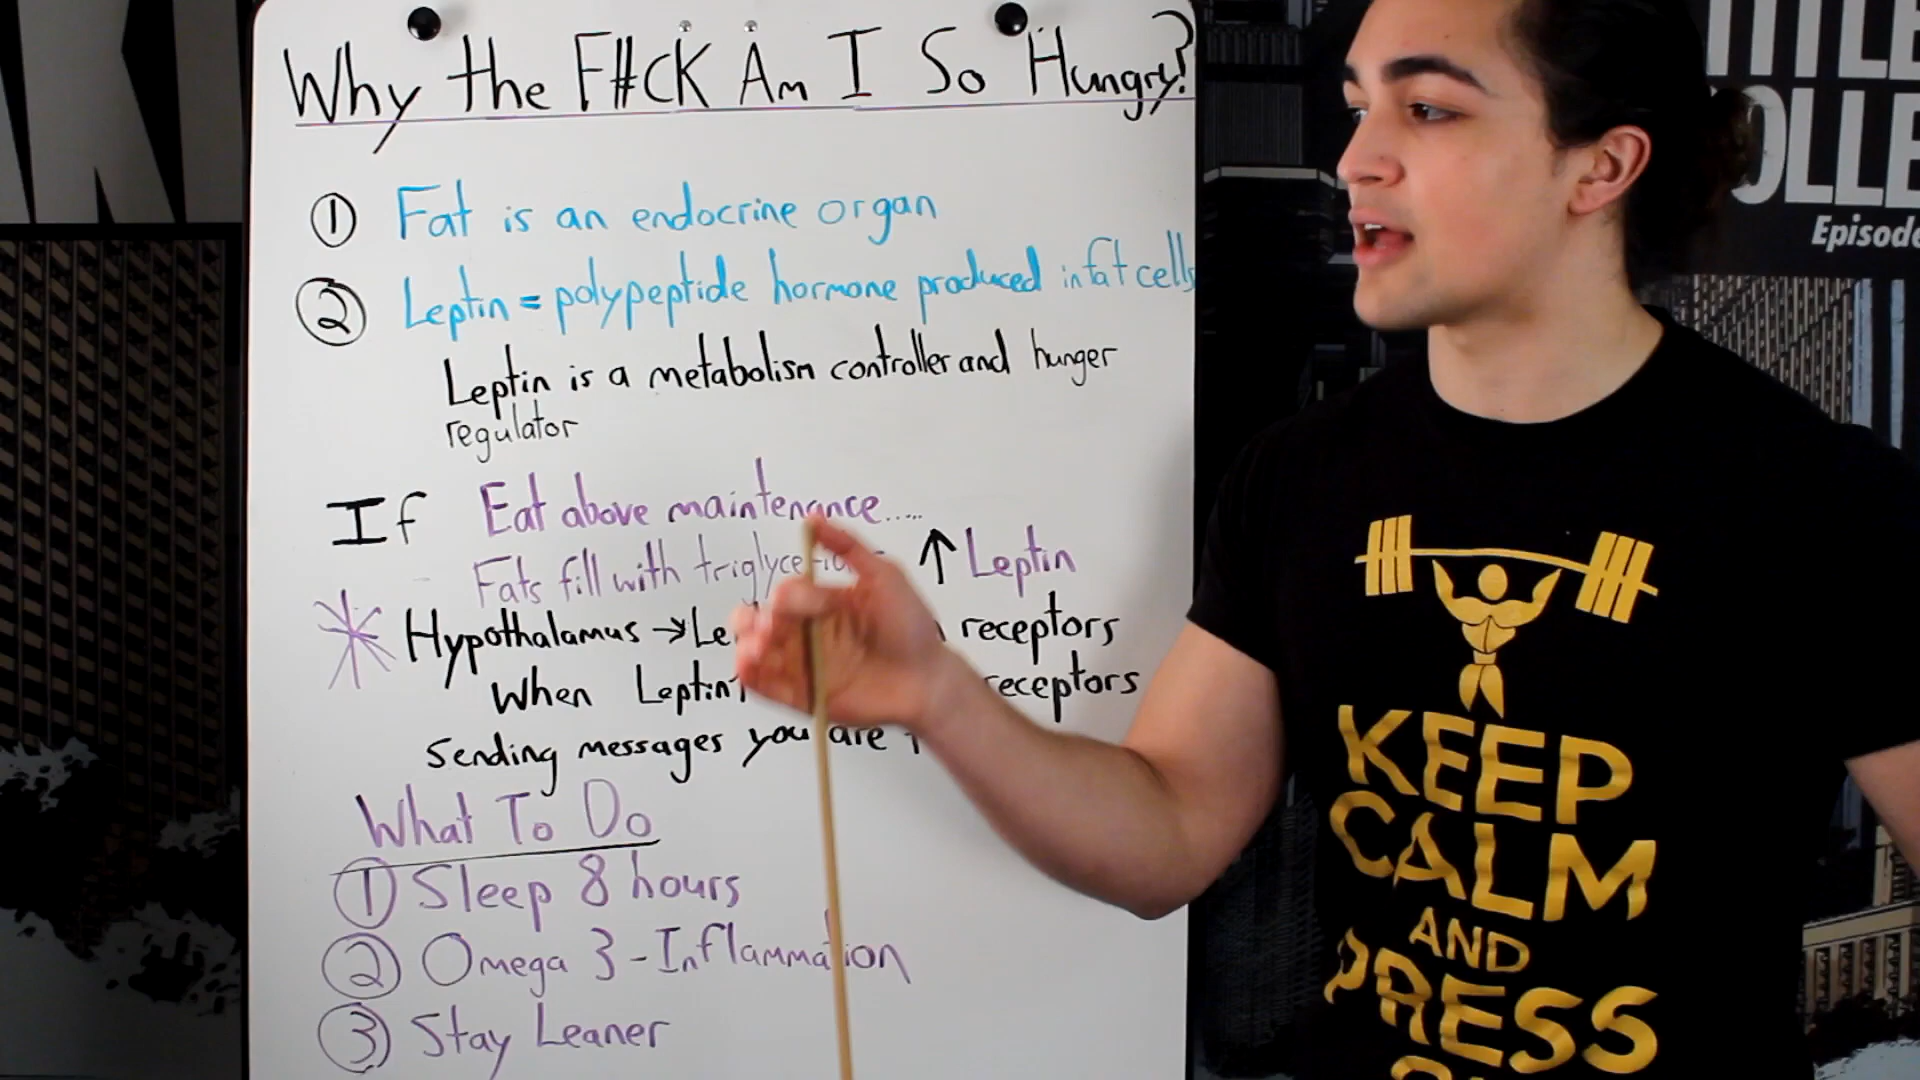 Why the F#CK Am I So Hungry?
① Fat is an endocrine organ
② Leptin = polypeptide hormone produced in fat cells
Leptin is a metabolism controller and hunger
regulator
If Eat above maintenance.....
Fats fill with ↑ Leptin
Hypothalamus → receptors
When Leptin receptors
Sending messages you are
What To Do
① Sleep 8 hours
② Omega 3 - Inflammation
③ Stay Leaner
Episode
KEEP
CALM
AND
PRESS